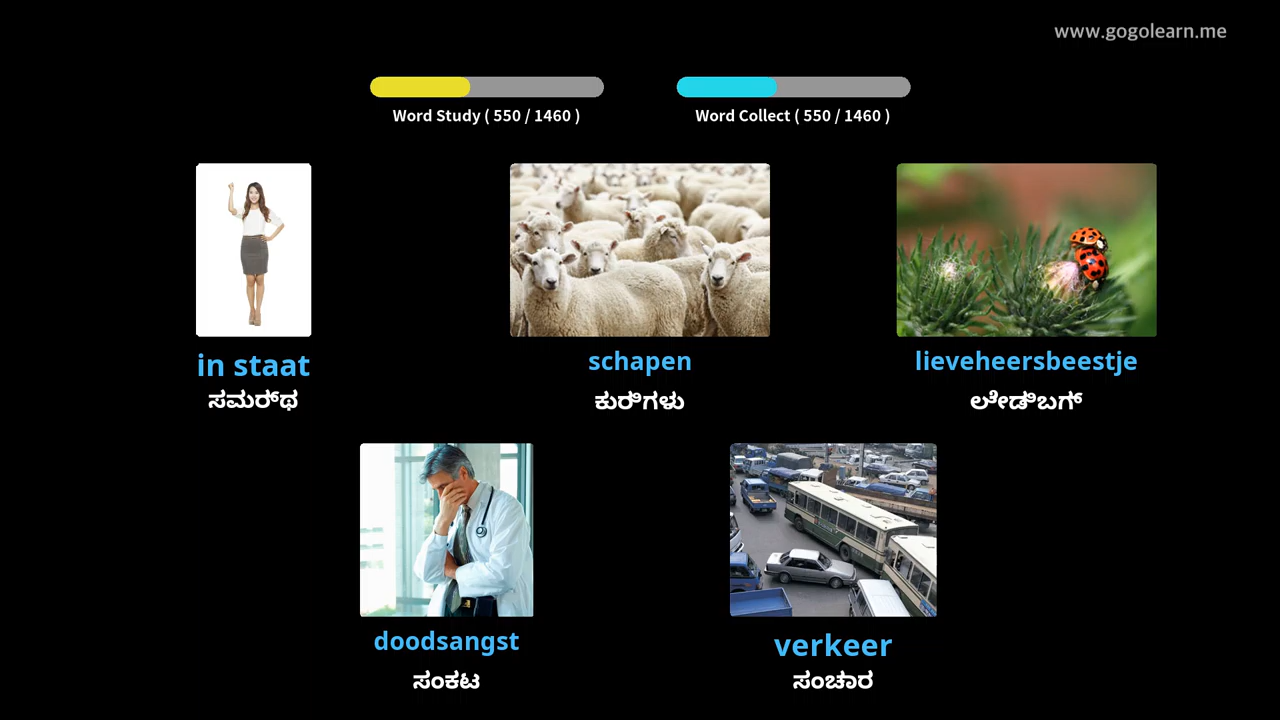 www.gogolearn.me
Word Study ( 550 / 1460 )
Word Collect ( 550 / 1460 )
in staat
ಸಮರ್ಥ
schapen
ಕುರಿಗಳು
lieveheersbeestje
ಲೇಡಿಬಗ್
doodsangst
ಸಂಕಟ
verkeer
ಸಂಚಾರ